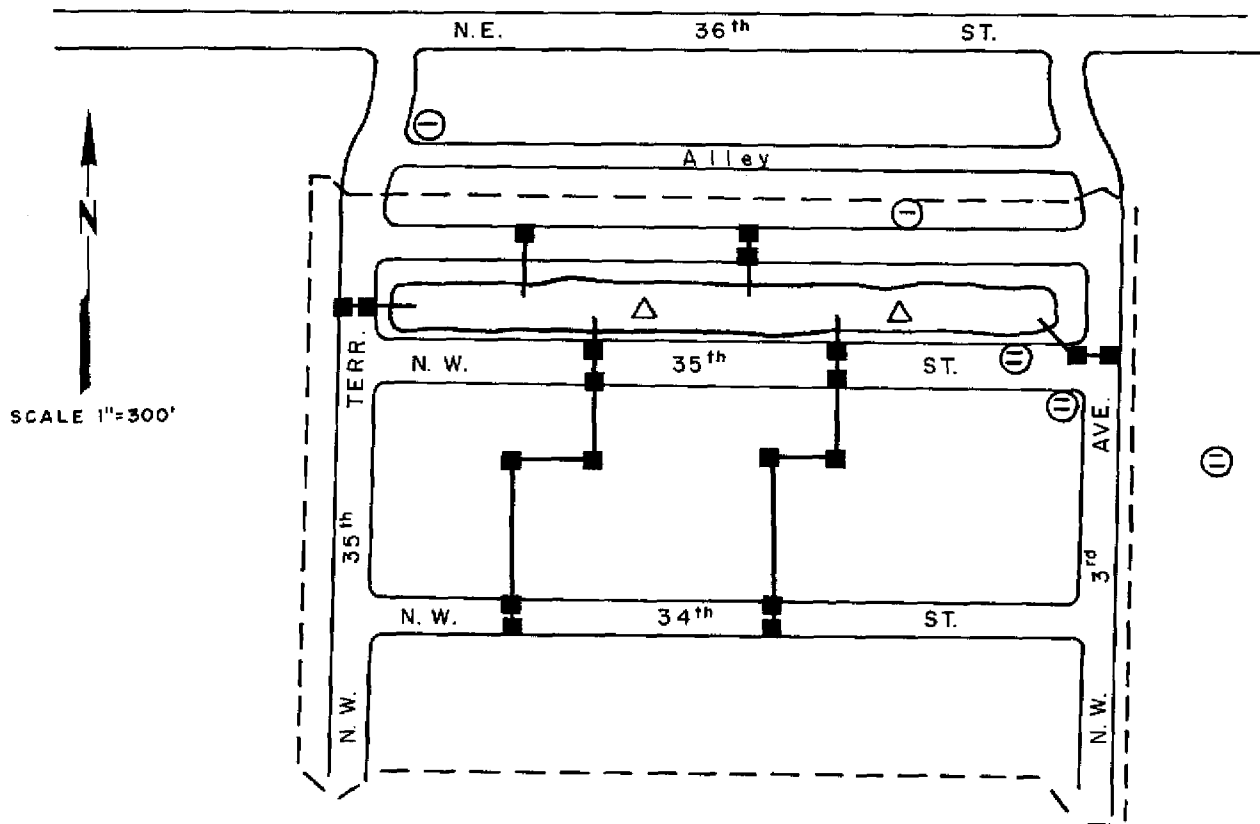 N.E. 36th ST.
Alley
N
SCALE 1"=300'
N. W. 35th ST.
N. W. 35th TERR.
N. W. 3rd AVE.
N. W. 34th ST.